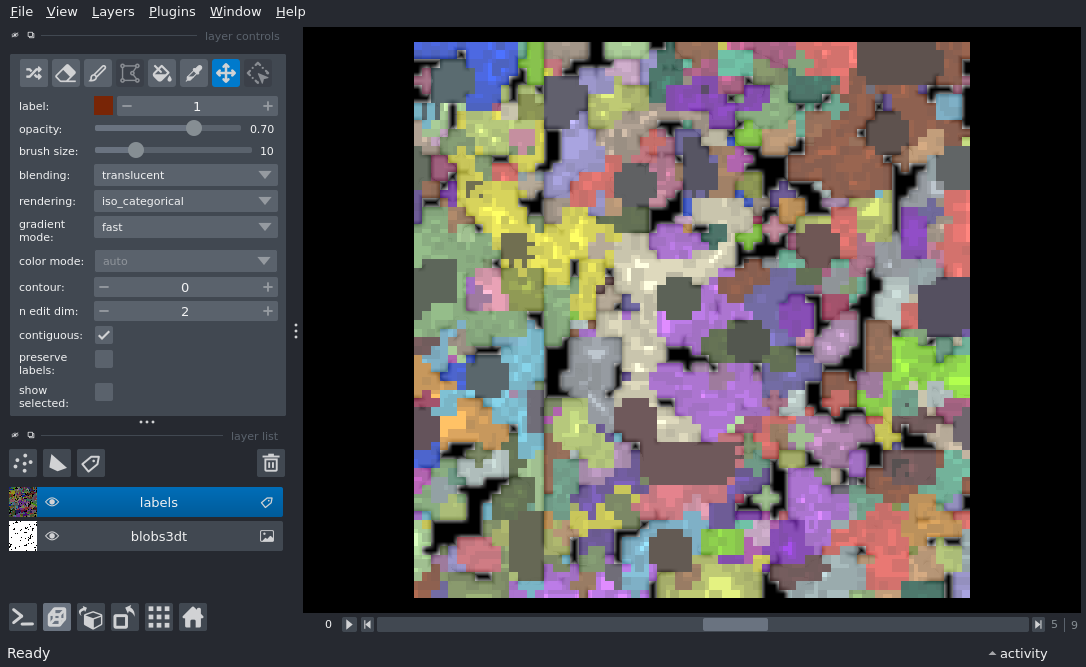 File View Layers Plugins Window Help
layer controls
label: 1
opacity: 0.70
brush size: 10
blending: translucent
rendering: iso_categorical
gradient mode: fast
color mode: auto
contour: 0
n edit dim: 2
contiguous:
preserve labels:
show selected:
layer list
labels
blobs3dt
0 5 | 9
Ready activity